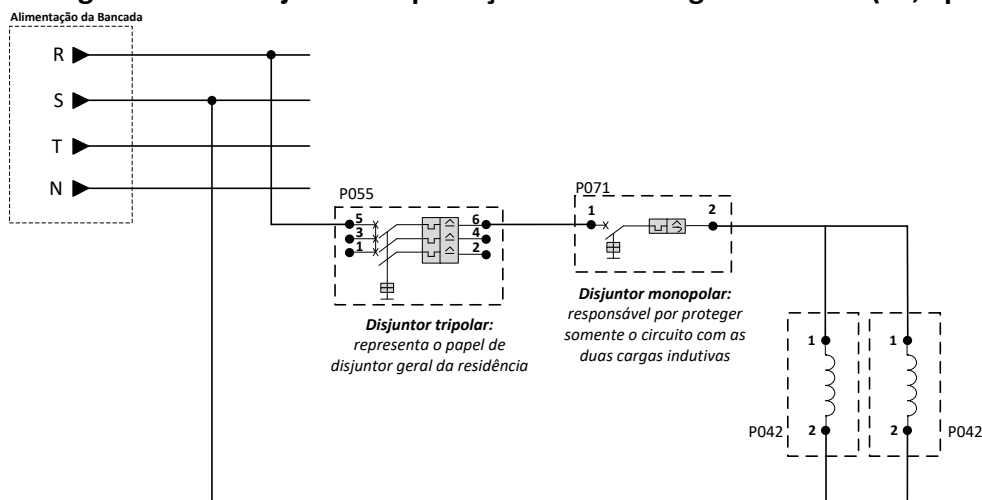 Alimentação da Bancada
R
S
T
N
P055
5
3
1
6
4
2
Disjuntor tripolar:
representa o papel de
disjuntor geral da residência
P071
1
2
Disjuntor monopolar:
responsável por proteger
somente o circuito com as
duas cargas indutivas
1
1
P042
2
2
P042